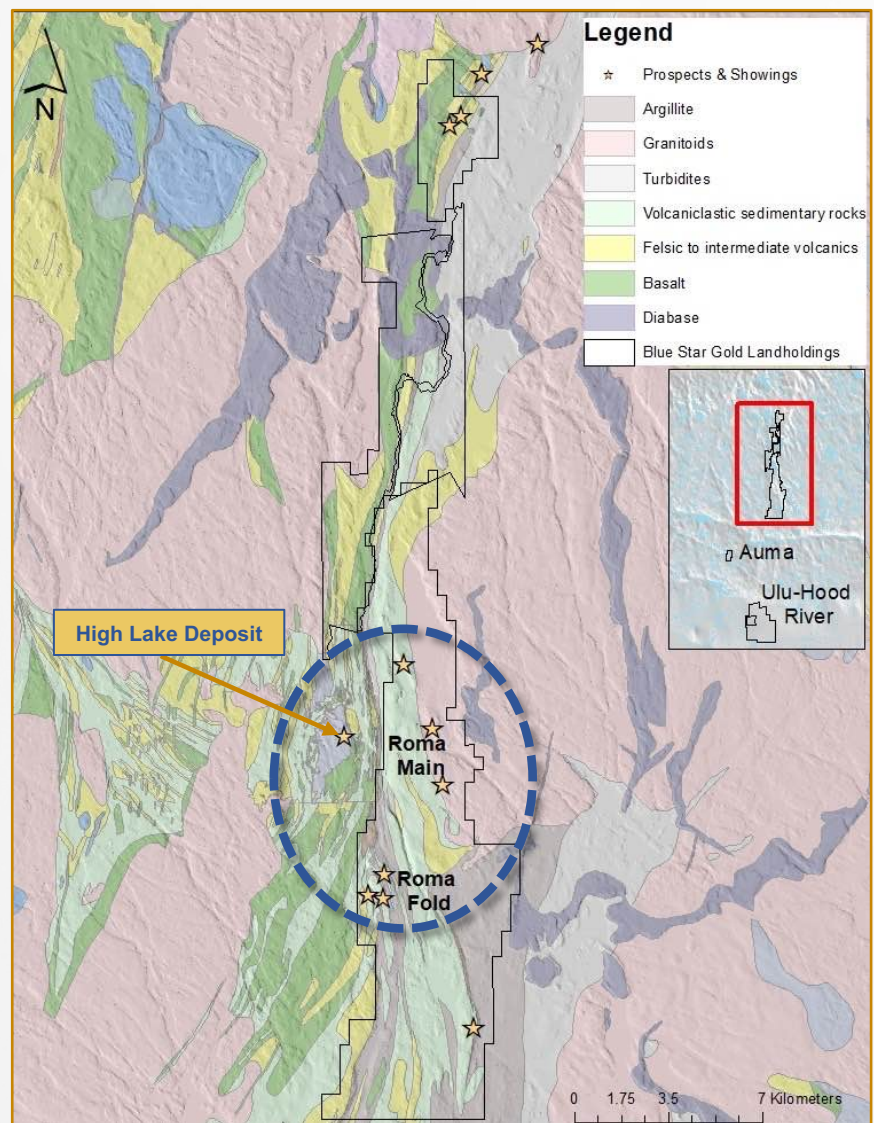 N
Legend
Prospects & Showings
Argillite
Granitoids
Turbidites
Volcaniclastic sedimentary rocks
Felsic to intermediate volcanics
Basalt
Diabase
Blue Star Gold Landholdings
Auma
Ulu-Hood
River
High Lake Deposit
Roma
Main
Roma
Fold
0 1.75 3.5 7 Kilometers